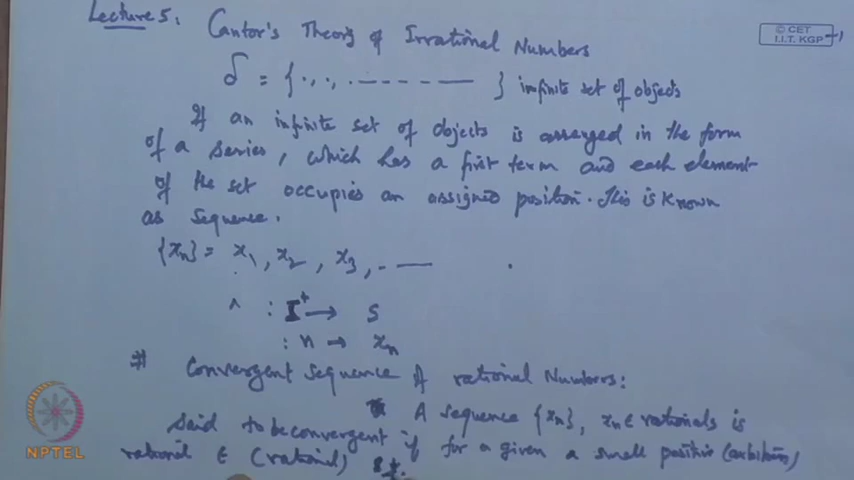 Lecture 5: Cantor's Theory of Irrational Numbers
© CET
I.I.T. KGP
S = { ., ., . ------- } infinite set of objects
If an infinite set of objects is arranged in the form
of a series, which has a first term and each element
of the set occupies an assigned position. This is known
as sequence.
{xn} = x1, x2, x3, . ——
: I+ → S
: n → xn
# Convergent sequence of rational Numbers:
A sequence {xn}, xn ∈ rationals is
said to be convergent if for a given a small positive (arbitrary)
rational ε (rational) s.t.
NPTEL